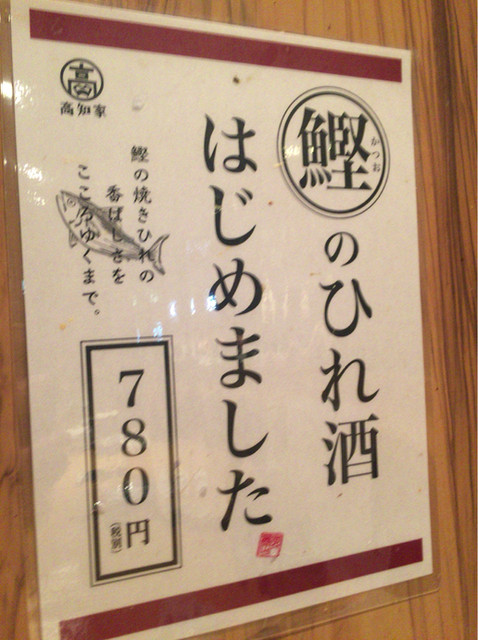 鰹のひれ酒
かつお
はじめました
鰹の焼きひれの
香ばしさを
こころゆくまで。
780円
(税別)
高
高知家